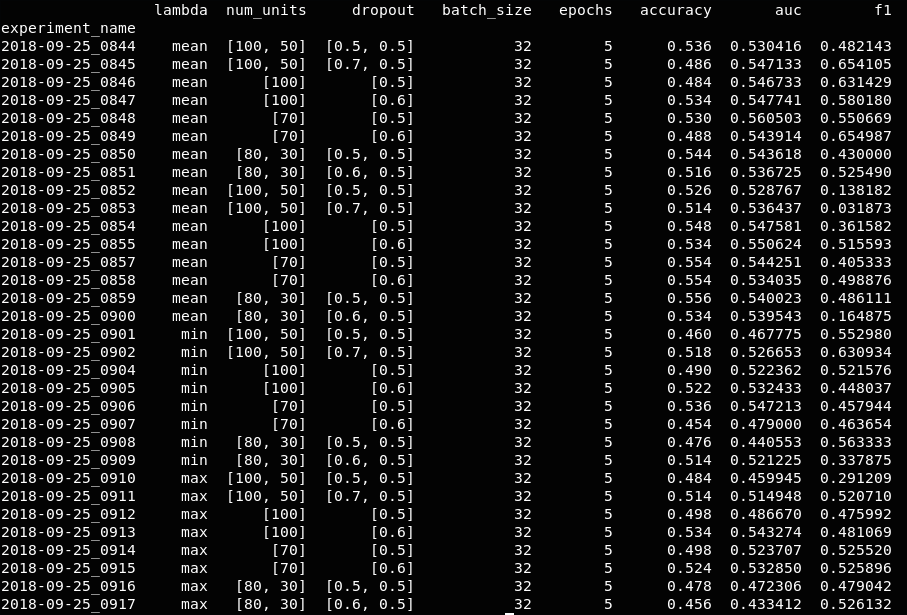 lambda num_units dropout batch_size epochs accuracy auc f1
experiment_name
2018-09-25_0844 mean [100, 50] [0.5, 0.5] 32 5 0.536 0.530416 0.482143
2018-09-25_0845 mean [100, 50] [0.7, 0.5] 32 5 0.486 0.547133 0.654105
2018-09-25_0846 mean [100] [0.5] 32 5 0.484 0.546733 0.631429
2018-09-25_0847 mean [100] [0.6] 32 5 0.534 0.547741 0.580180
2018-09-25_0848 mean [70] [0.5] 32 5 0.530 0.560503 0.550669
2018-09-25_0849 mean [70] [0.6] 32 5 0.488 0.543914 0.654987
2018-09-25_0850 mean [80, 30] [0.5, 0.5] 32 5 0.544 0.543618 0.430000
2018-09-25_0851 mean [80, 30] [0.6, 0.5] 32 5 0.516 0.536725 0.525490
2018-09-25_0852 mean [100, 50] [0.5, 0.5] 32 5 0.526 0.528767 0.138182
2018-09-25_0853 mean [100, 50] [0.7, 0.5] 32 5 0.514 0.536437 0.031873
2018-09-25_0854 mean [100] [0.5] 32 5 0.548 0.547581 0.361582
2018-09-25_0855 mean [100] [0.6] 32 5 0.534 0.550624 0.515593
2018-09-25_0857 mean [70] [0.5] 32 5 0.554 0.544251 0.405333
2018-09-25_0858 mean [70] [0.6] 32 5 0.554 0.534035 0.498876
2018-09-25_0859 mean [80, 30] [0.5, 0.5] 32 5 0.556 0.540023 0.486111
2018-09-25_0900 mean [80, 30] [0.6, 0.5] 32 5 0.534 0.539543 0.164875
2018-09-25_0901 min [100, 50] [0.5, 0.5] 32 5 0.460 0.467775 0.552980
2018-09-25_0902 min [100, 50] [0.7, 0.5] 32 5 0.518 0.526653 0.630934
2018-09-25_0904 min [100] [0.5] 32 5 0.490 0.522362 0.521576
2018-09-25_0905 min [100] [0.6] 32 5 0.522 0.532433 0.448037
2018-09-25_0906 min [70] [0.5] 32 5 0.536 0.547213 0.457944
2018-09-25_0907 min [70] [0.6] 32 5 0.454 0.479000 0.463654
2018-09-25_0908 min [80, 30] [0.5, 0.5] 32 5 0.476 0.440553 0.563333
2018-09-25_0909 min [80, 30] [0.6, 0.5] 32 5 0.514 0.521225 0.337875
2018-09-25_0910 max [100, 50] [0.5, 0.5] 32 5 0.484 0.459945 0.291209
2018-09-25_0911 max [100, 50] [0.7, 0.5] 32 5 0.514 0.514948 0.520710
2018-09-25_0912 max [100] [0.5] 32 5 0.498 0.486670 0.475992
2018-09-25_0913 max [100] [0.6] 32 5 0.534 0.543274 0.481069
2018-09-25_0914 max [70] [0.5] 32 5 0.498 0.523707 0.525520
2018-09-25_0915 max [70] [0.6] 32 5 0.524 0.532850 0.525896
2018-09-25_0916 max [80, 30] [0.5, 0.5] 32 5 0.478 0.472306 0.479042
2018-09-25_0917 max [80, 30] [0.6, 0.5] 32 5 0.456 0.433412 0.526132